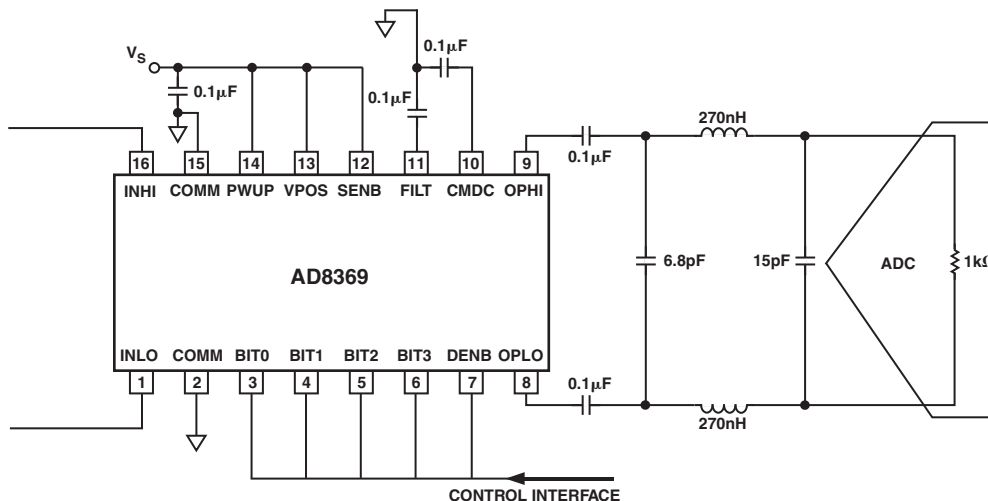 VS
0.1µF
0.1µF
0.1µF
270nH
0.1µF
16 15 14 13 12 11 10 9
INHI COMM PWUP VPOS SENB FILT CMDC OPHI
AD8369
6.8pF
15pF
ADC
1kΩ
INLO COMM BIT0 BIT1 BIT2 BIT3 DENB OPLO
1 2 3 4 5 6 7 8
0.1µF
270nH
CONTROL INTERFACE